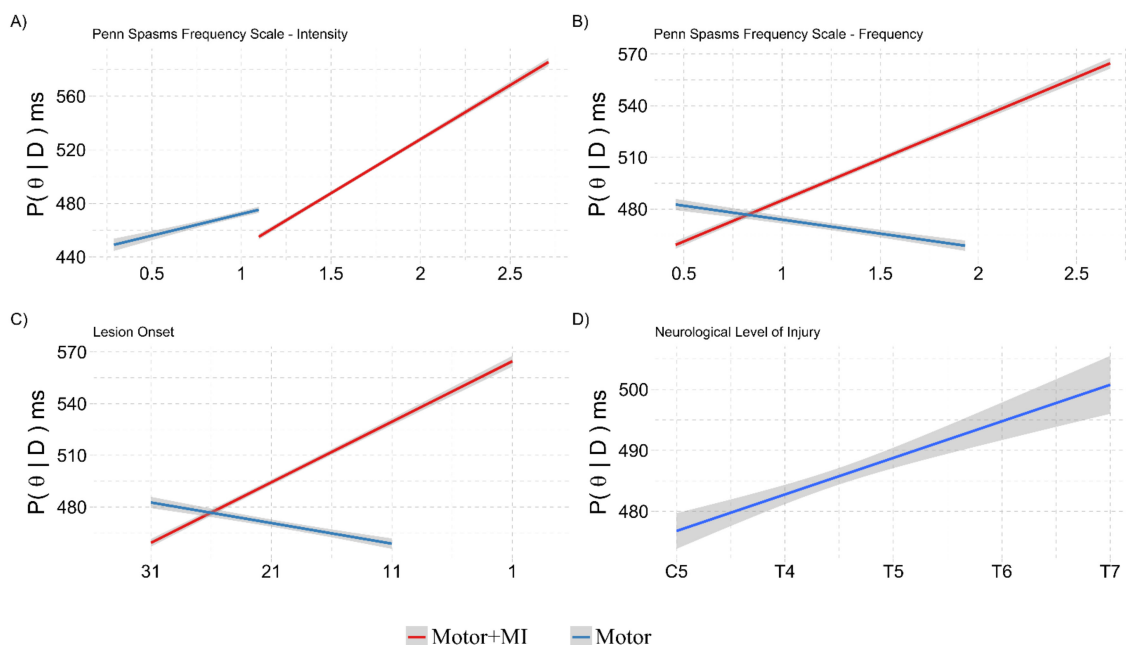 A)
Penn Spasms Frequency Scale - Intensity
P( θ | D ) ms
560
520
480
440
0.5 1 1.5 2 2.5
B)
Penn Spasms Frequency Scale - Frequency
P( θ | D ) ms
570
540
510
480
0.5 1 1.5 2 2.5
C)
Lesion Onset
P( θ | D ) ms
570
540
510
480
31 21 11 1
D)
Neurological Level of Injury
P( θ | D ) ms
500
490
480
C5 T4 T5 T6 T7
Motor+MI Motor